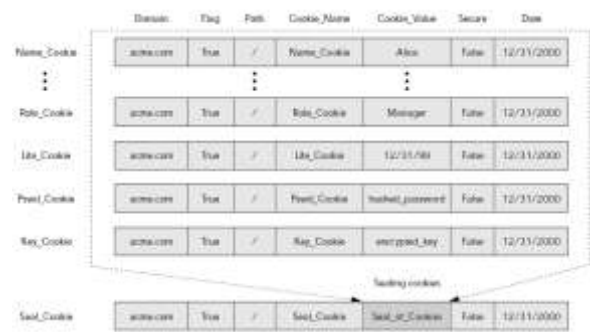 Domain Flag Path Cookie_Name Cookie_Value Secure Date
Name_Cookie acme.com True / Name_Cookie Alice False 12/31/2000
Role_Cookie acme.com True / Role_Cookie Manager False 12/31/2000
Life_Cookie acme.com True / Life_Cookie 12/31/99 False 12/31/2000
Pswd_Cookie acme.com True / Pswd_Cookie hashed_password False 12/31/2000
Key_Cookie acme.com True / Key_Cookie encrypted_key False 12/31/2000
Sealing cookies
Seal_Cookie acme.com True / Seal_Cookie Seal_of_Cookies False 12/31/2000